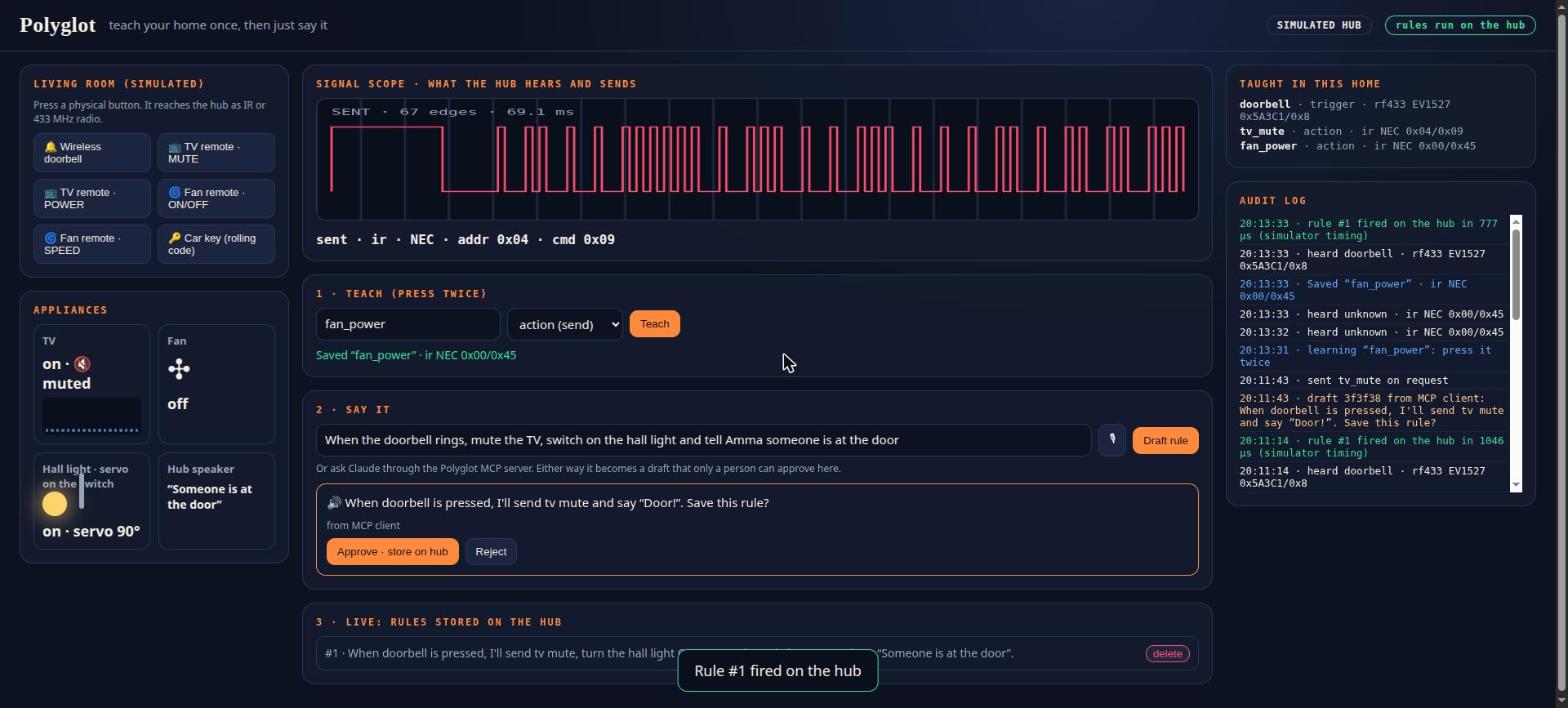 Polyglot teach your home once, then just say it
SIMULATED HUB
rules run on the hub
LIVING ROOM (SIMULATED)
Press a physical button. It reaches the hub as IR or
433 MHz radio.
🔔 Wireless
doorbell
📺 TV remote ·
MUTE
📺 TV remote ·
POWER
🌀 Fan remote ·
ON/OFF
🌀 Fan remote ·
SPEED
🔑 Car key (rolling
code)
APPLIANCES
TV
on · 🔇
muted
Fan
off
Hall light · servo
on the switch
on · servo 90°
Hub speaker
“Someone is at
the door”
SIGNAL SCOPE · WHAT THE HUB HEARS AND SENDS
SENT · 67 edges · 69.1 ms
sent · ir · NEC · addr 0x04 · cmd 0x09
1 · TEACH (PRESS TWICE)
fan_power
action (send)
Teach
Saved “fan_power” · ir NEC 0x00/0x45
2 · SAY IT
When the doorbell rings, mute the TV, switch on the hall light and tell Amma someone is at the door
Draft rule
Or ask Claude through the Polyglot MCP server. Either way it becomes a draft that only a person can approve here.
🔊 When doorbell is pressed, I'll send tv mute and say “Door!”. Save this rule?
from MCP client
Approve · store on hub
Reject
3 · LIVE: RULES STORED ON THE HUB
#1 · When doorbell is pressed, I'll send tv mute, turn the hall light “Someone is at the door”.
delete
Rule #1 fired on the hub
TAUGHT IN THIS HOME
doorbell · trigger · rf433 EV1527
0x5A3C1/0x8
tv_mute · action · ir NEC 0x04/0x09
fan_power · action · ir NEC 0x00/0x45
AUDIT LOG
20:13:33 · rule #1 fired on the hub in 777
µs (simulator timing)
20:13:33 · heard doorbell · rf433 EV1527
0x5A3C1/0x8
20:13:33 · Saved “fan_power” · ir NEC
0x00/0x45
20:13:33 · heard unknown · ir NEC 0x00/0x45
20:13:32 · heard unknown · ir NEC 0x00/0x45
20:13:31 · learning “fan_power”: press it
twice
20:11:43 · sent tv_mute on request
20:11:43 · draft 3f3f38 from MCP client:
When doorbell is pressed, I'll send tv mute
and say “Door!”. Save this rule?
20:11:14 · rule #1 fired on the hub in 1046
µs (simulator timing)
20:11:14 · heard doorbell · rf433 EV1527
0x5A3C1/0x8